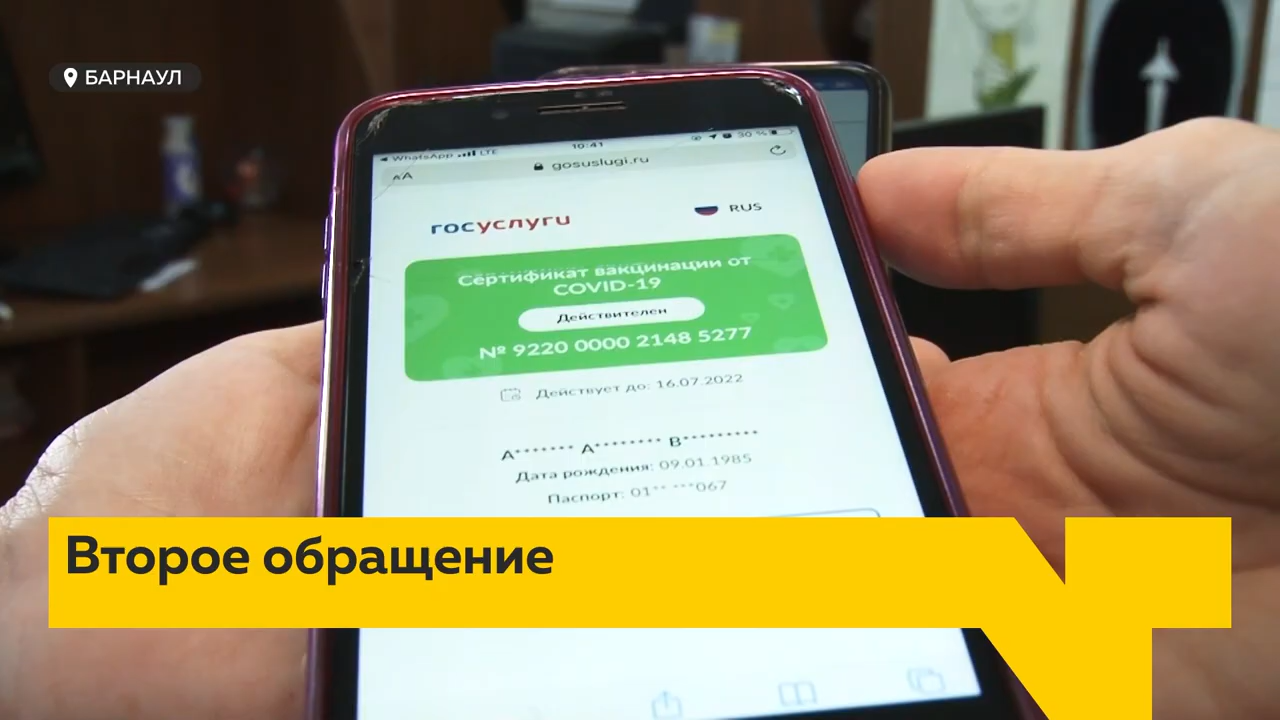 БАРНАУЛ
WhatsApp LTE 10:41 30 %
AA gosuslugi.ru
госуслуги RUS
Сертификат вакцинации от
COVID-19
Действителен
№ 9220 0000 2148 5277
Действует до: 16.07.2022
А******* А******** В*********
Дата рождения: 09.01.1985
Паспорт: 01** ***067
Второе обращение